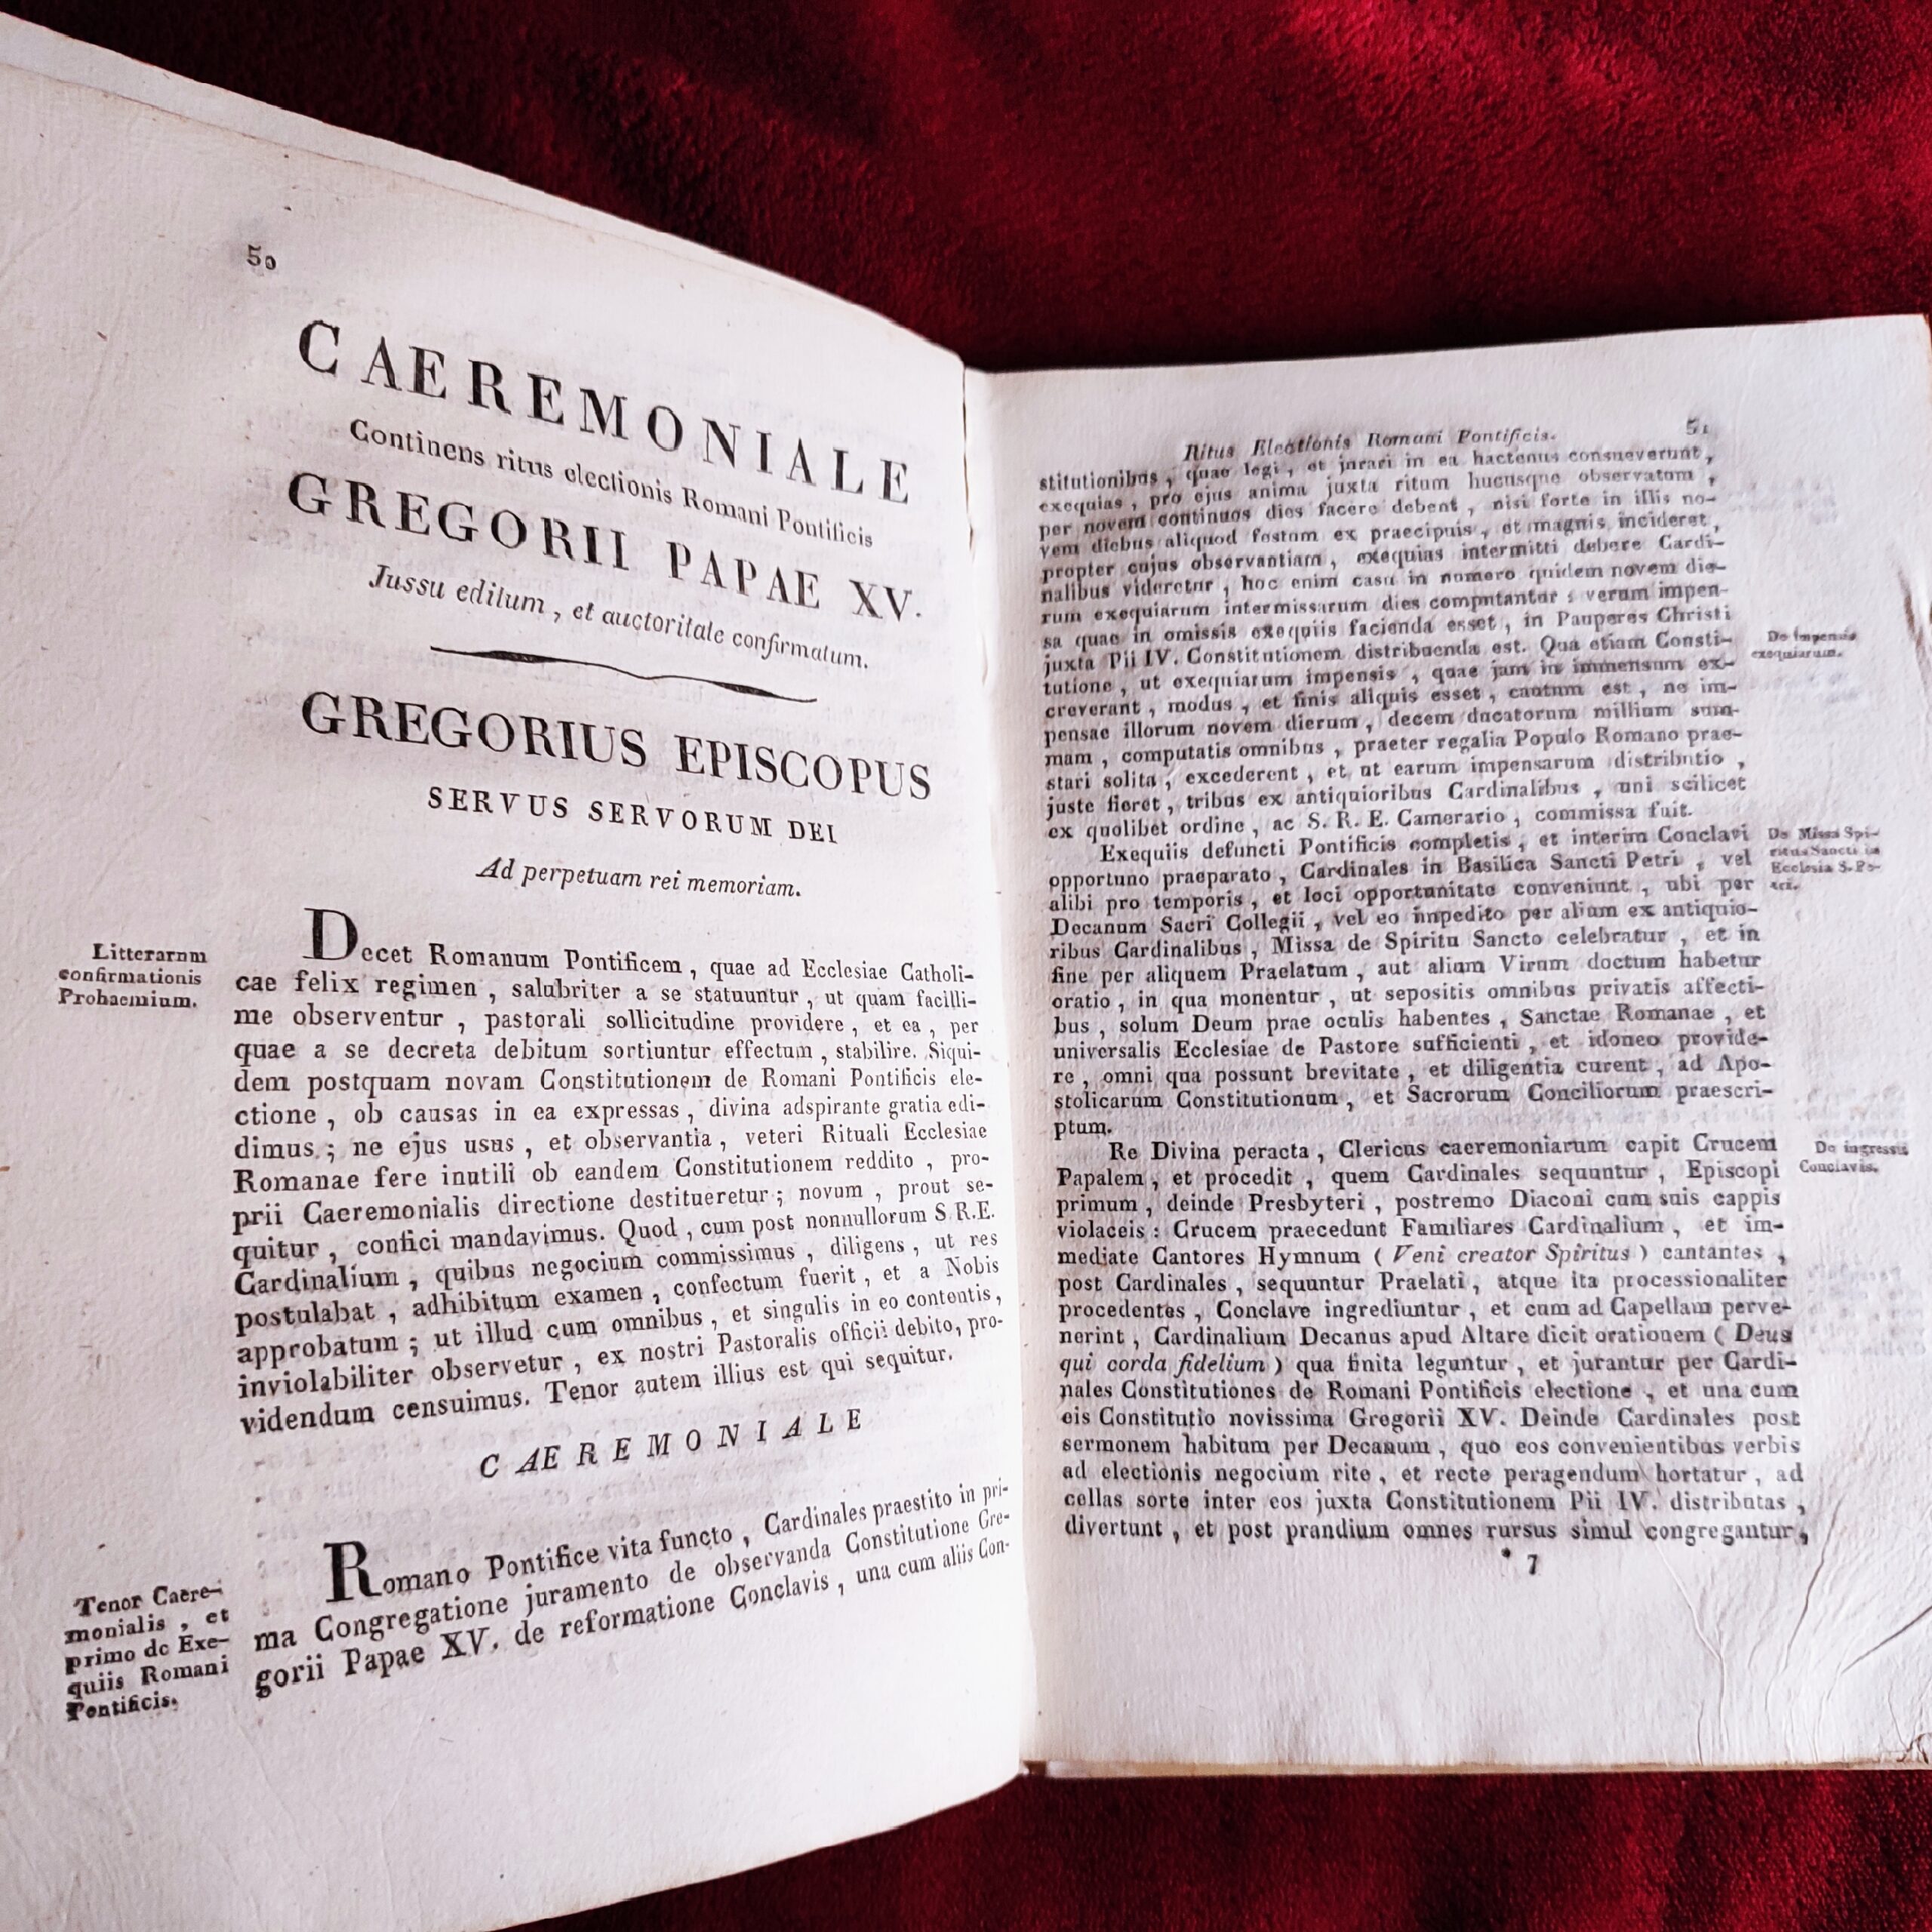 50
CAEREMONIALE
Continens ritus electionis Romani Pontificis
GREGORII PAPAE XV.
Jussu editum, et auctoritate confirmatum.
GREGORIUS EPISCOPUS
SERVUS SERVORUM DEI
Ad perpetuam rei memoriam.
Litterarum
confirmationis
Prohaemium.
Decet Romanum Pontificem, quae ad Ecclesiae Catholi-
cae felix regimen, salubriter a se statuuntur, ut quam facilli-
me observentur, pastorali sollicitudine providere, et ea, per
quae a se decreta debitum sortiuntur effectum, stabilire. Siqui-
dem postquam novam Constitutionem de Romani Pontificis ele-
ctione, ob causas in ea expressas, divina adspirante gratia edi-
dimus; ne ejus usus, et observantia, veteri Rituali Ecclesiae
Romanae fere inutili ob eandem Constitutionem reddito, pro-
prii Caeremonialis directione destitueretur; novum, prout se-
quitur, confici mandavimus. Quod, cum post nonnullorum S.R.E.
Cardinalium, quibus negocium commissimus, diligens, ut res
postulabat, adhibitum examen, confectum fuerit, et a Nobis
approbatum; ut illud cum omnibus, et singulis in eo contentis,
inviolabiliter observetur, ex nostri Pastoralis officii debito, pro-
videndum censuimus. Tenor autem illius est qui sequitur.
CAEREMONIALE
Tenor Caere-
monialis, et
primo de Exe-
quiis Romani
Pontificis.
Romano Pontifice vita functo, Cardinales praestito in pri-
ma Congregatione juramento de observanda Constitutione Gre-
gorii Papae XV. de reformatione Conclavis, una cum aliis Con-
Ritus Electionis Romani Pontificis. 51
stitutionibus, quae legi, et jurari in ea hactenus consueverunt,
exequias, pro ejus anima juxta ritum hucusque observatum,
per novem continuos dies facere debent, nisi forte in illis no-
vem diebus aliquod festum ex praecipuis, et magnis incideret,
propter cujus observantiam, exequias intermitti debere Cardi-
nalibus videretur, hoc enim casu in numero quidem novem die-
rum exequiarum intermissarum dies computantur: verum impen-
sa quae in omissis exequiis facienda esset, in Pauperes Christi
juxta Pii IV. Constitutionem distribuenda est. Qua etiam Consti-
tutione, ut exequiarum impensis, quae jam in immensum ex-
creverant, modus, et finis aliquis esset, cautum est, ne im-
pensae illorum novem dierum, decem ducatorum millium sum-
mam, computatis omnibus, praeter regalia Populo Romano prae-
stari solita, excederent, et ut earum impensarum distributio,
juste fieret, tribus ex antiquioribus Cardinalibus, uni scilicet
ex quolibet ordine, ac S. R. E. Camerario, commissa fuit.
De impensis
exequiarum.
Exequiis defuncti Pontificis completis, et interim Conclavi
opportuno praeparato, Cardinales in Basilica Sancti Petri, vel
alibi pro temporis, et loci opportunitate conveniunt, ubi per
Decanum Sacri Collegii, vel eo impedito per alium ex antiquio-
ribus Cardinalibus, Missa de Spiritu Sancto celebratur, et in
fine per aliquem Praelatum, aut alium Virum doctum habetur
oratio, in qua monentur, ut sepositis omnibus privatis affecti-
bus, solum Deum prae oculis habentes, Sanctae Romanae, et
universalis Ecclesiae de Pastore sufficienti, et idoneo provide-
re, omni qua possunt brevitate, et diligentia curent, ad Apo-
stolicarum Constitutionum, et Sacrorum Conciliorum praescri-
ptum.
De Missa Spi-
ritus Sancti in
Ecclesia S. Pe-
tri.
Re Divina peracta, Clericus caeremoniarum capit Crucem
Papalem, et procedit, quem Cardinales sequuntur, Episcopi
primum, deinde Presbyteri, postremo Diaconi cum suis cappis
violaceis: Crucem praecedunt Familiares Cardinalium, et im-
mediate Cantores Hymnum (Veni creator Spiritus) cantantes,
post Cardinales, sequuntur Praelati, atque ita processionaliter
procedentes, Conclave ingrediuntur, et cum ad Capellam perve-
nerint, Cardinalium Decanus apud Altare dicit orationem (Deus
qui corda fidelium) qua finita leguntur, et jurantur per Cardi-
nales Constitutiones de Romani Pontificis electione, et una cum
eis Constitutio novissima Gregorii XV. Deinde Cardinales post
sermonem habitum per Decanum, quo eos convenientibus verbis
ad electionis negocium rite, et recte peragendum hortatur, ad
cellas sorte inter eos juxta Constitutionem Pii IV. distributas,
divertunt, et post prandium omnes rursus simul congregantur,
De ingressu
Conclavis.
* 7